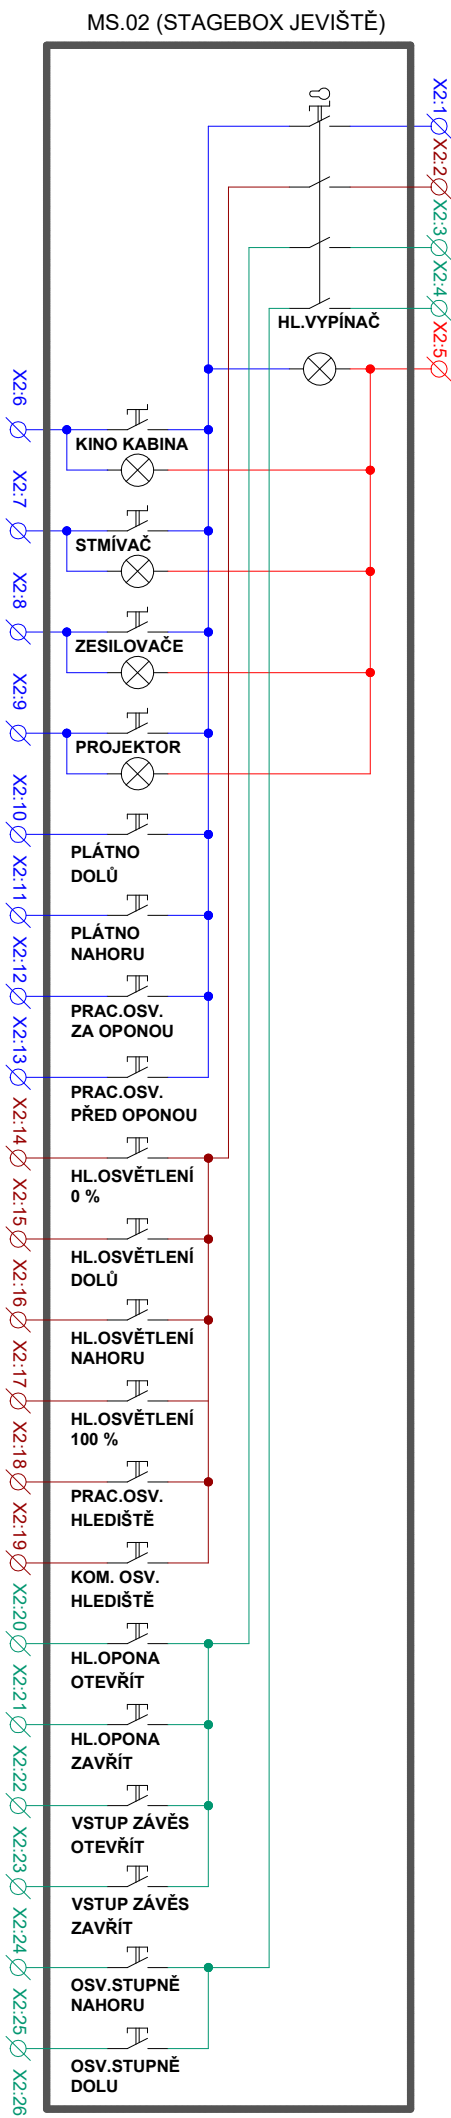 MS.02 (STAGEBOX JEVIŠTĚ)
X2:1
X2:2
X2:3
X2:4
HL.VYPÍNAČ
X2:5
X2:6
KINO KABINA
X2:7
STMÍVAČ
X2:8
ZESILOVAČE
X2:9
PROJEKTOR
X2:10
PLÁTNO
DOLŮ
X2:11
PLÁTNO
NAHORU
X2:12
PRAC.OSV.
ZA OPONOU
X2:13
PRAC.OSV.
PŘED OPONOU
X2:14
HL.OSVĚTLENÍ
0 %
X2:15
HL.OSVĚTLENÍ
DOLŮ
X2:16
HL.OSVĚTLENÍ
NAHORU
X2:17
HL.OSVĚTLENÍ
100 %
X2:18
PRAC.OSV.
HLEDIŠTĚ
X2:19
KOM. OSV.
HLEDIŠTĚ
X2:20
HL.OPONA
OTEVŘÍT
X2:21
HL.OPONA
ZAVŘÍT
X2:22
VSTUP ZÁVĚS
OTEVŘÍT
X2:23
VSTUP ZÁVĚS
ZAVŘÍT
X2:24
OSV.STUPNĚ
NAHORU
X2:25
OSV.STUPNĚ
DOLU
X2:26